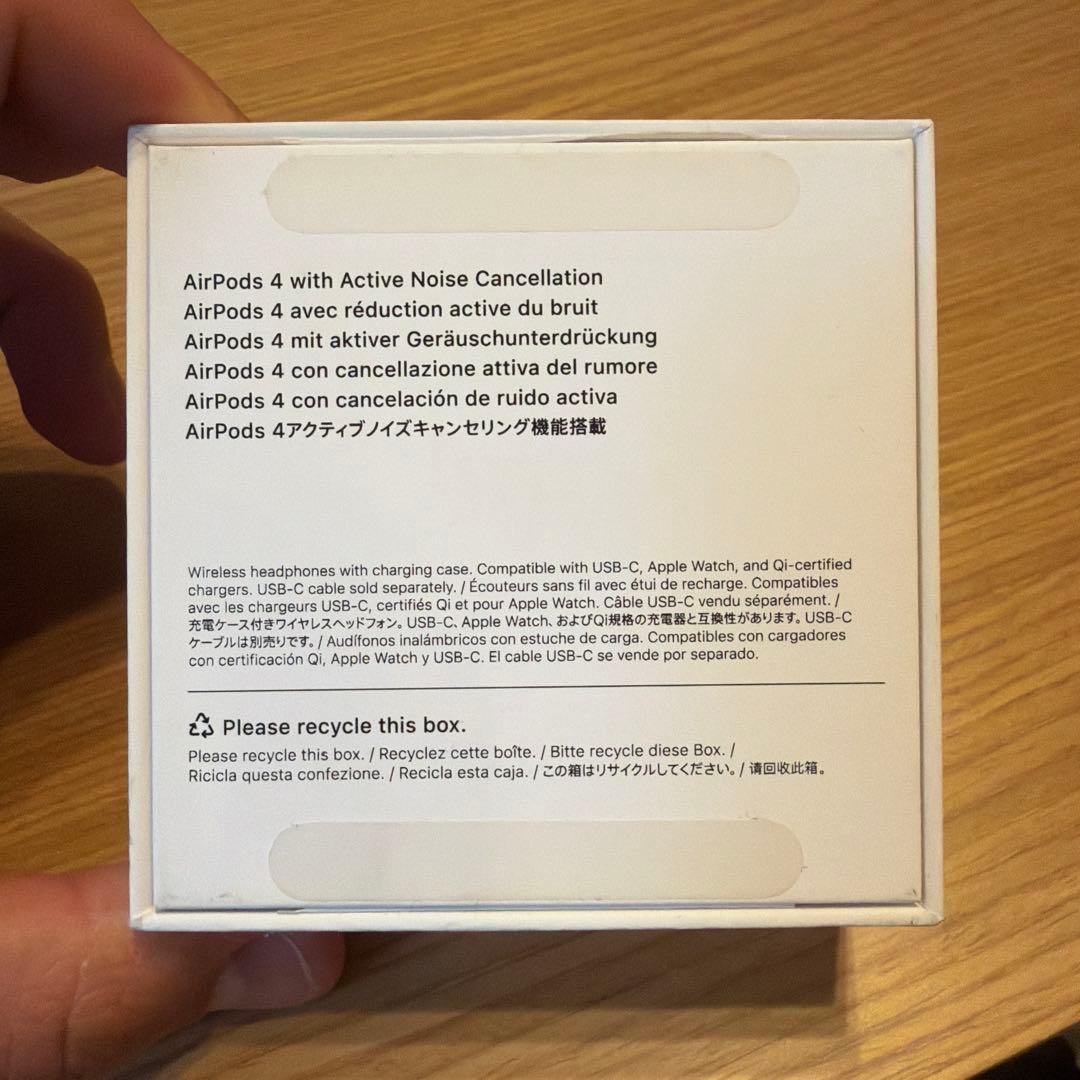 AirPods 4 with Active Noise Cancellation
AirPods 4 avec réduction active du bruit
AirPods 4 mit aktiver Geräuschunterdrückung
AirPods 4 con cancellazione attiva del rumore
AirPods 4 con cancelación de ruido activa
AirPods 4アクティブノイズキャンセリング機能搭載
Wireless headphones with charging case. Compatible with USB-C, Apple Watch, and Qi-certified
chargers. USB-C cable sold separately. / Écouteurs sans fil avec étui de recharge. Compatibles
avec les chargeurs USB-C, certifiés Qi et pour Apple Watch. Câble USB-C vendu séparément. /
充電ケース付きワイヤレスヘッドフォン。USB-C、Apple Watch、およびQi規格の充電器と互換性があります。USB-C
ケーブルは別売りです。/ Audífonos inalámbricos con estuche de carga. Compatibles con cargadores
con certificación Qi, Apple Watch y USB-C. El cable USB-C se vende por separado.
Please recycle this box.
Please recycle this box. / Recyclez cette boîte. / Bitte recycle diese Box. /
Ricicla questa confezione. / Recicla esta caja. / この箱はリサイクルしてください。/ 请回收此箱。